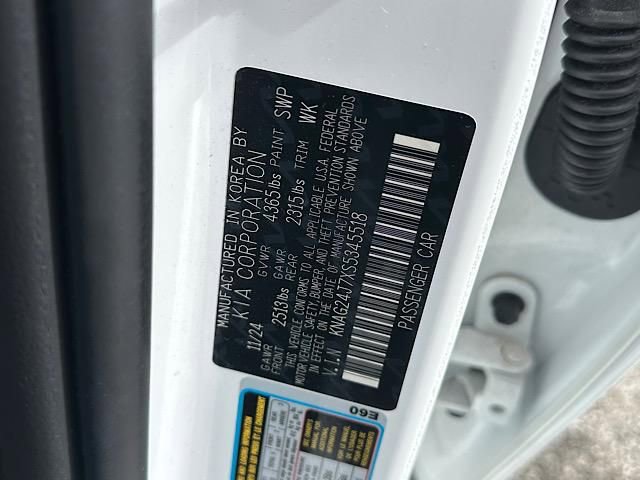 MANUFACTURED IN KOREA BY
KIA CORPORATION
11/24 GVWR 4365lbs PAINT SWP
GAWR FRONT 2513lbs GAWR REAR 2315lbs TRIM WK
THIS VEHICLE CONFORMS TO ALL APPLICABLE U.S.A. FEDERAL
MOTOR VEHICLE SAFETY, BUMPER, AND THEFT PREVENTION STANDARDS
IN EFFECT ON THE DATE OF MANUFACTURE SHOWN ABOVE
V.I.N KNAG24J7XS5345518
PASSENGER CAR
E60